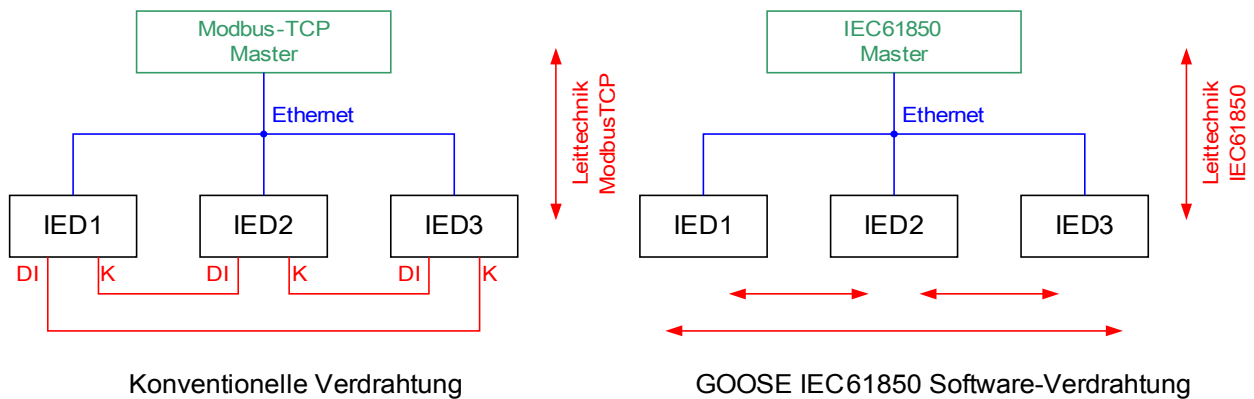 Modbus-TCP
Master
Ethernet
Leittechnik
ModbusTCP
IED1
IED2
IED3
DI
K
DI
K
DI
K
Konventionelle Verdrahtung
IEC61850
Master
Ethernet
Leittechnik
IEC61850
IED1
IED2
IED3
GOOSE IEC61850 Software-Verdrahtung